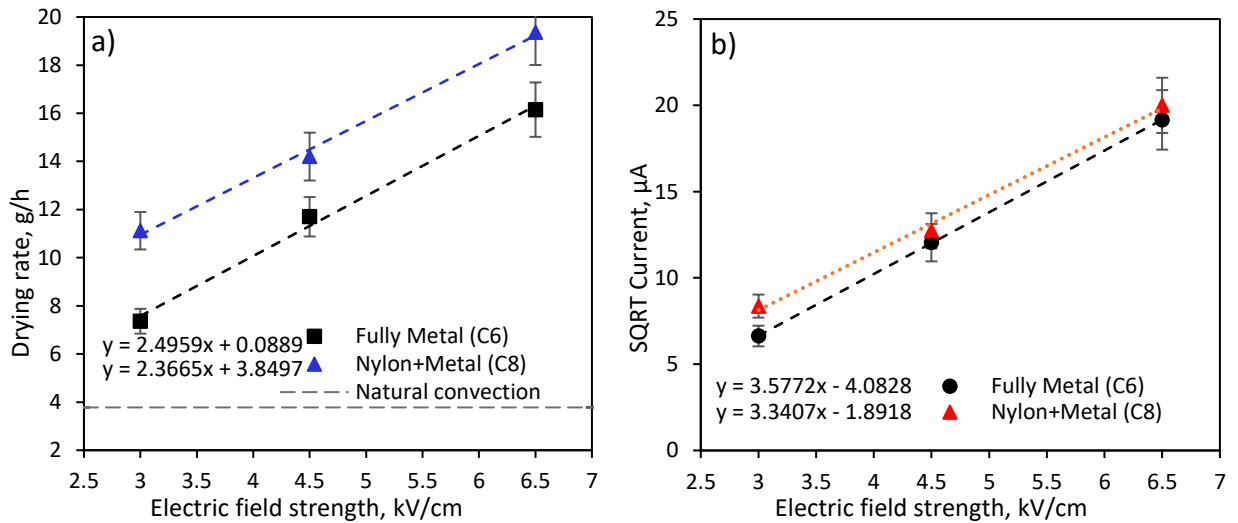 a)
Drying rate, g/h
20
18
16
14
12
10
8
6
4
2
y = 2.4959x + 0.0889
y = 2.3665x + 3.8497
Fully Metal (C6)
Nylon+Metal (C8)
Natural convection
2.5 3 3.5 4 4.5 5 5.5 6 6.5 7
Electric field strength, kV/cm
b)
SQRT Current, μA
25
20
15
10
5
0
y = 3.5772x - 4.0828
y = 3.3407x - 1.8918
Fully Metal (C6)
Nylon+Metal (C8)
2.5 3 3.5 4 4.5 5 5.5 6 6.5 7
Electric field strength, kV/cm